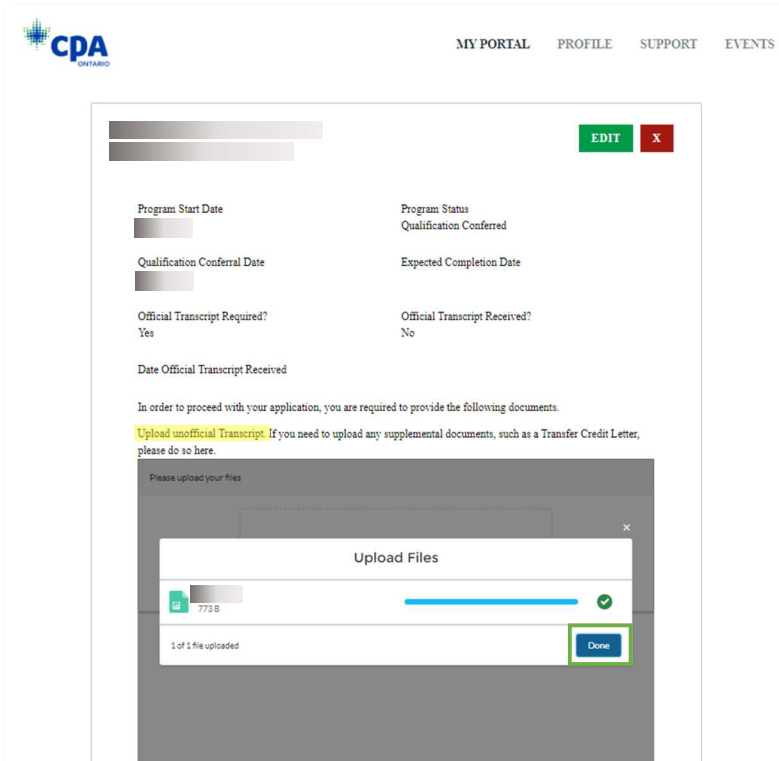 CPA
ONTARIO
MY PORTAL PROFILE SUPPORT EVENTS
EDIT X
Program Start Date
Program Status
Qualification Conferred
Qualification Conferral Date
Expected Completion Date
Official Transcript Required?
Yes
Official Transcript Received?
No
Date Official Transcript Received
In order to proceed with your application, you are required to provide the following documents.
Upload unofficial Transcript. If you need to upload any supplemental documents, such as a Transfer Credit Letter,
please do so here.
Please upload your files
×
Upload Files
773 B
1 of 1 file uploaded
Done